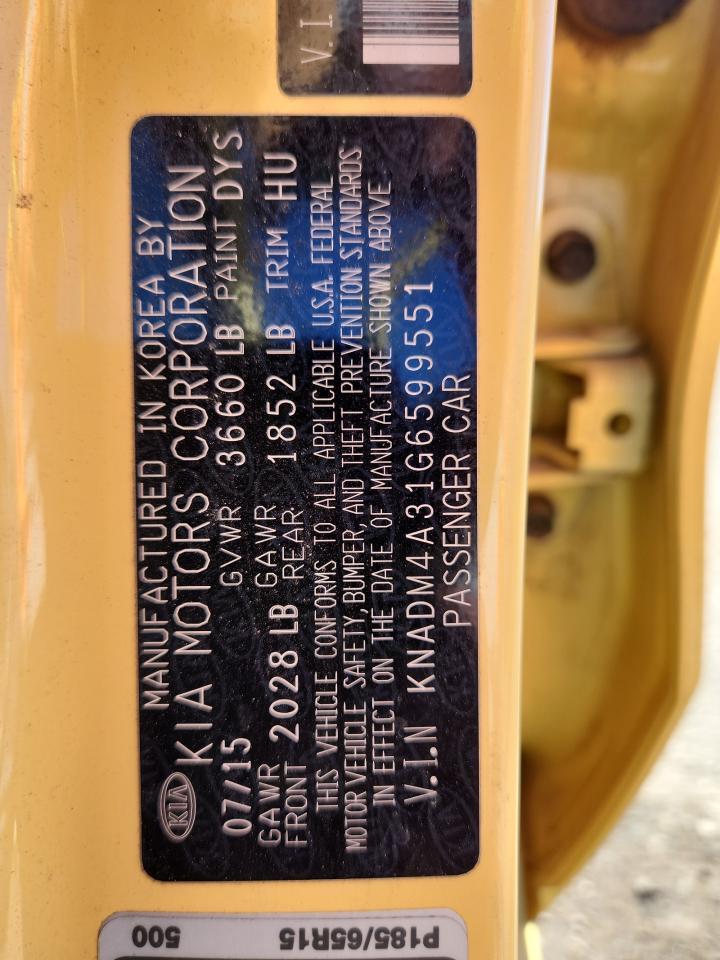 V.I
KIA
MANUFACTURED IN KOREA BY
KIA MOTORS CORPORATION
07/15 GVWR 3660 LB PAINT DYS
GAWR FRONT 2028 LB GAWR REAR 1852 LB TRIM HU
THIS VEHICLE CONFORMS TO ALL APPLICABLE U.S.A. FEDERAL
MOTOR VEHICLE SAFETY, BUMPER, AND THEFT PREVENTION STANDARDS
IN EFFECT ON THE DATE OF MANUFACTURE SHOWN ABOVE.
V.I.N KNADM4A31G6599551
PASSENGER CAR
P185/65R15 500